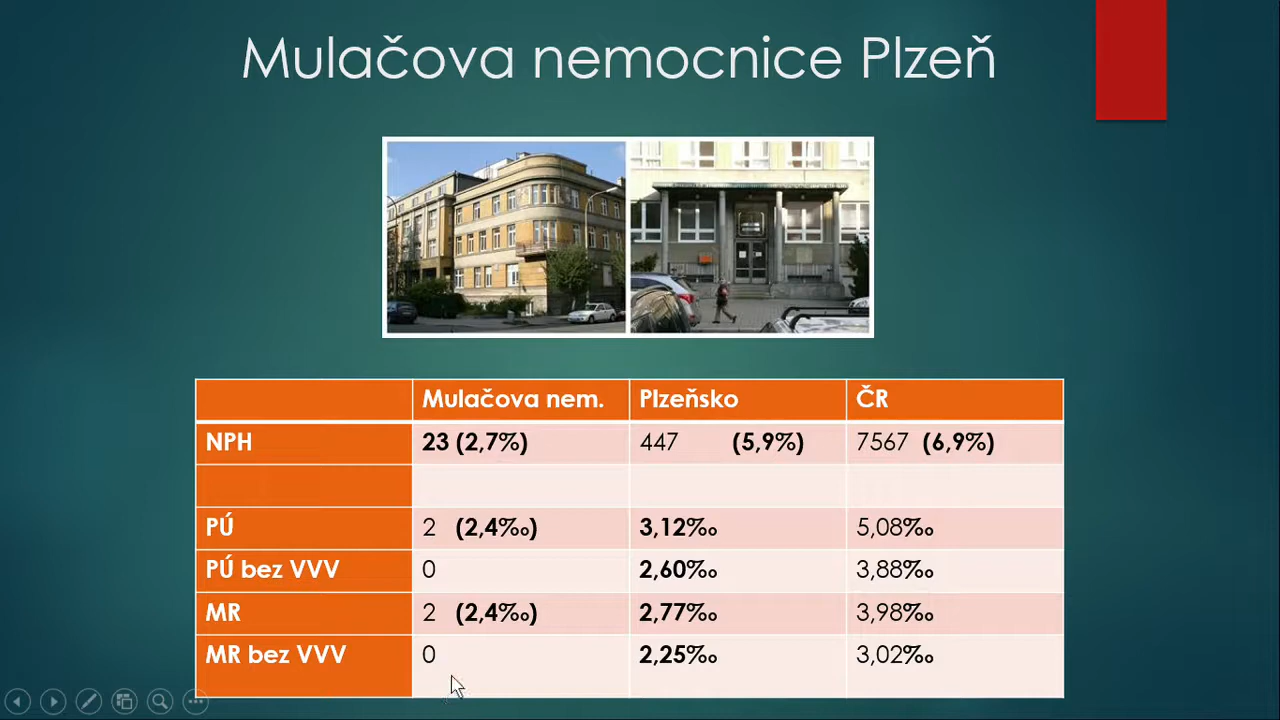 Mulačova nemocnice Plzeň
Mulačova nem. Plzeňsko ČR
NPH 23 (2,7%) 447 (5,9%) 7567 (6,9%)
PÚ 2 (2,4‰) 3,12‰ 5,08‰
PÚ bez VVV 0 2,60‰ 3,88‰
MR 2 (2,4‰) 2,77‰ 3,98‰
MR bez VVV 0 2,25‰ 3,02‰